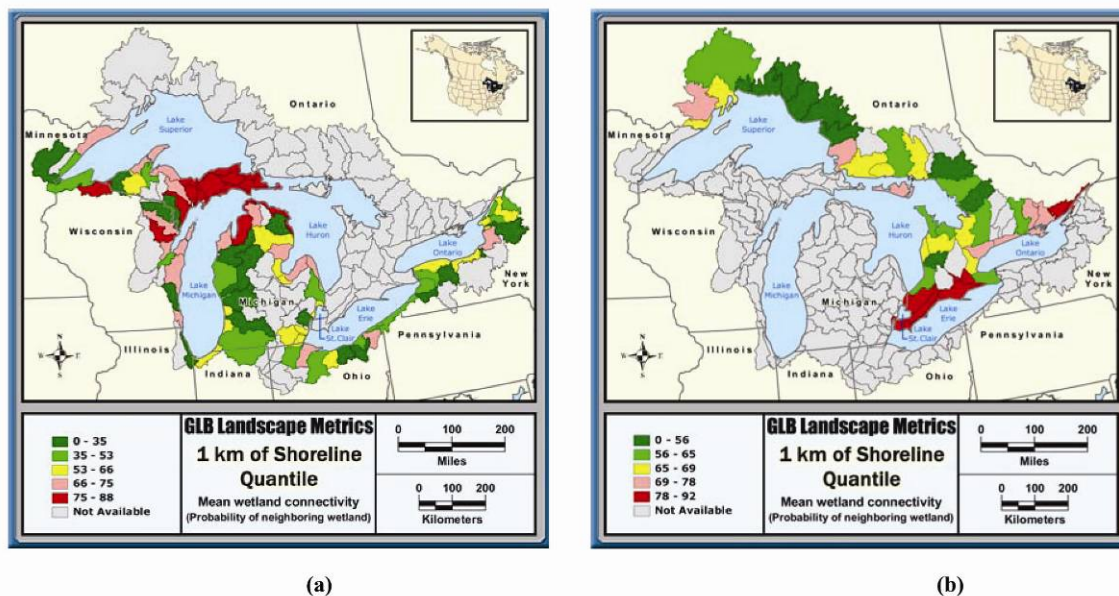 Ontario
Minnesota
Lake
Superior
Wisconsin
Lake
Huron
Lake
Ontario
New
York
Lake
Michigan
Michigan
Lake
Erie
Lake
St.Clair
Pennsylvania
Illinois
Indiana
Ohio
N
W
E
S
0 - 35
35 - 53
53 - 66
66 - 75
75 - 88
Not Available
GLB Landscape Metrics
1 km of Shoreline
Quantile
Mean wetland connectivity
(Probability of neighboring wetland)
0 100 200
Miles
0 100 200
Kilometers
(a)
Ontario
Minnesota
Lake
Superior
Wisconsin
Lake
Huron
Lake
Ontario
New
York
Lake
Michigan
Michigan
Lake
Erie
Lake
St.Clair
Pennsylvania
Illinois
Indiana
Ohio
N
W
E
S
0 - 56
56 - 65
65 - 69
69 - 78
78 - 92
Not Available
GLB Landscape Metrics
1 km of Shoreline
Quantile
Mean wetland connectivity
(Probability of neighboring wetland)
0 100 200
Miles
0 100 200
Kilometers
(b)